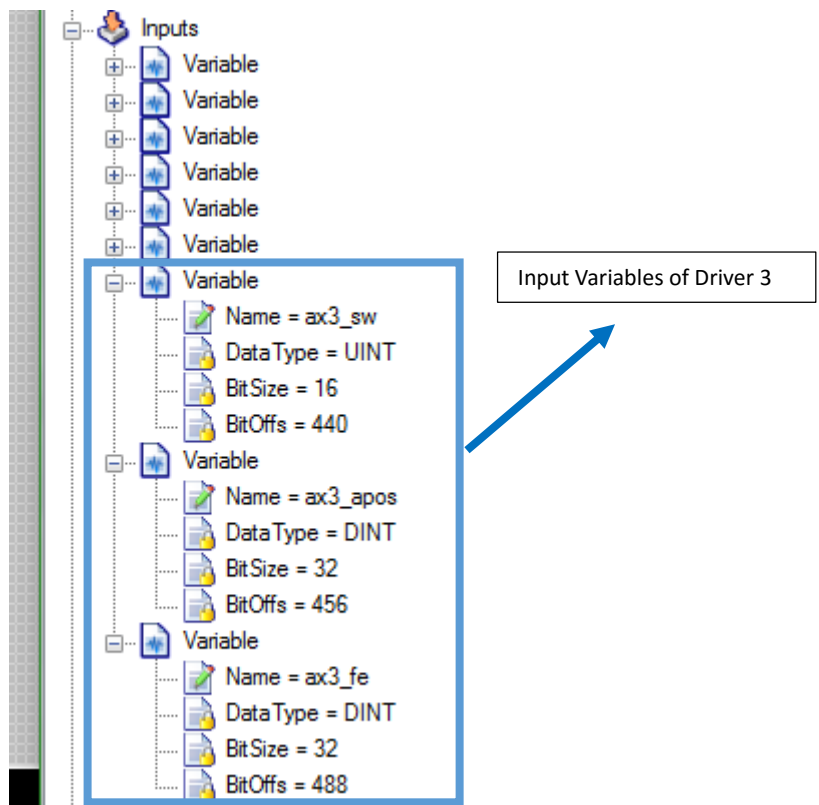 Inputs
Variable
Variable
Variable
Variable
Variable
Variable
Variable
Name = ax3_sw
DataType = UINT
BitSize = 16
BitOffs = 440
Variable
Name = ax3_apos
DataType = DINT
BitSize = 32
BitOffs = 456
Variable
Name = ax3_fe
DataType = DINT
BitSize = 32
BitOffs = 488
Input Variables of Driver 3